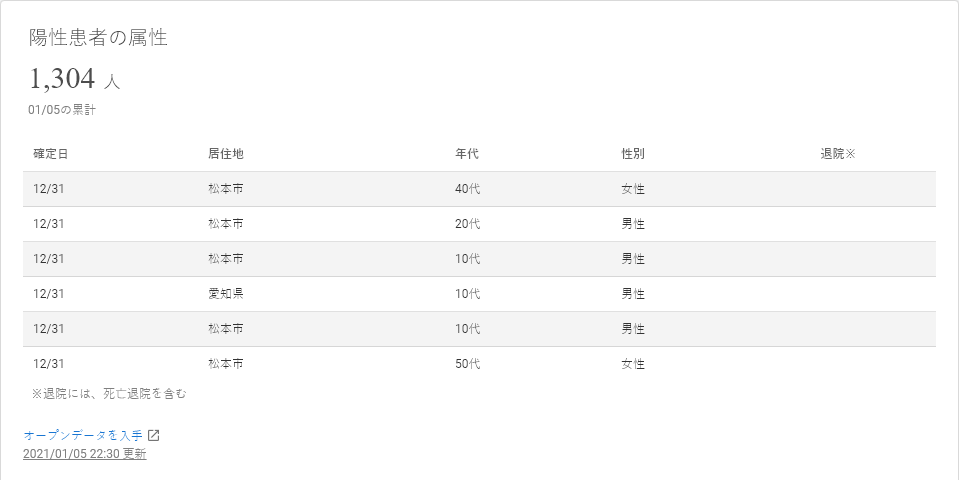 陽性患者の属性
1,304 人
01/05の累計
確定日 居住地 年代 性別 退院※
12/31 松本市 40代 女性
12/31 松本市 20代 男性
12/31 松本市 10代 男性
12/31 愛知県 10代 男性
12/31 松本市 10代 男性
12/31 松本市 50代 女性
※退院には、死亡退院を含む
オープンデータを入手
2021/01/05 22:30 更新